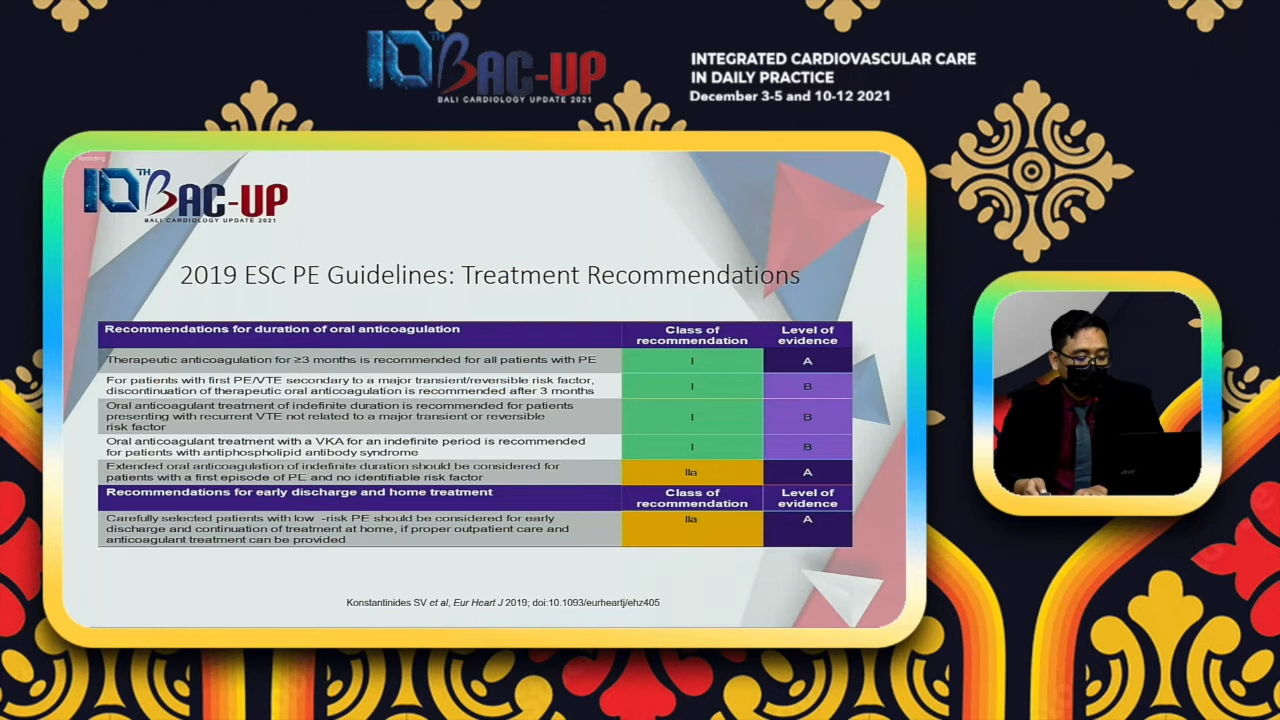 10TH BAC-UP
BALI CARDIOLOGY UPDATE 2021
INTEGRATED CARDIOVASCULAR CARE
IN DAILY PRACTICE
December 3-5 and 10-12 2021
Recording
10TH BAC-UP
BALI CARDIOLOGY UPDATE 2021
2019 ESC PE Guidelines: Treatment Recommendations
Recommendations for duration of oral anticoagulation
Class of
recommendation
Level of
evidence
Therapeutic anticoagulation for ≥3 months is recommended for all patients with PE
I
A
For patients with first PE/VTE secondary to a major transient/reversible risk factor,
discontinuation of therapeutic oral anticoagulation is recommended after 3 months
I
B
Oral anticoagulant treatment of indefinite duration is recommended for patients
presenting with recurrent VTE not related to a major transient or reversible
risk factor
I
B
Oral anticoagulant treatment with a VKA for an indefinite period is recommended
for patients with antiphospholipid antibody syndrome
I
B
Extended oral anticoagulation of indefinite duration should be considered for
patients with a first episode of PE and no identifiable risk factor
IIa
A
Recommendations for early discharge and home treatment
Class of
recommendation
Level of
evidence
Carefully selected patients with low -risk PE should be considered for early
discharge and continuation of treatment at home, if proper outpatient care and
anticoagulant treatment can be provided
IIa
A
Konstantinides SV et al, Eur Heart J 2019; doi:10.1093/eurheartj/ehz405
acer